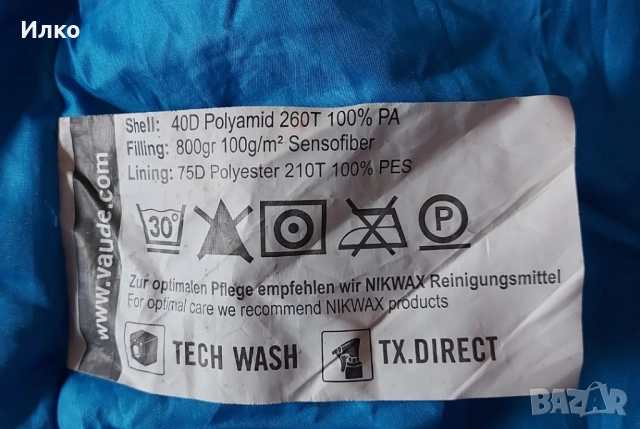 Илко
Shell: 40D Polyamid 260T 100% PA
Filling: 800gr 100g/m² Sensofiber
Lining: 75D Polyester 210T 100% PES
www.vaude.com
30°
P
Zur optimalen Pflege empfehlen wir NIKWAX Reinigungsmittel
For optimal care we recommend NIKWAX products
TECH WASH
TX.DIRECT
BAZAR